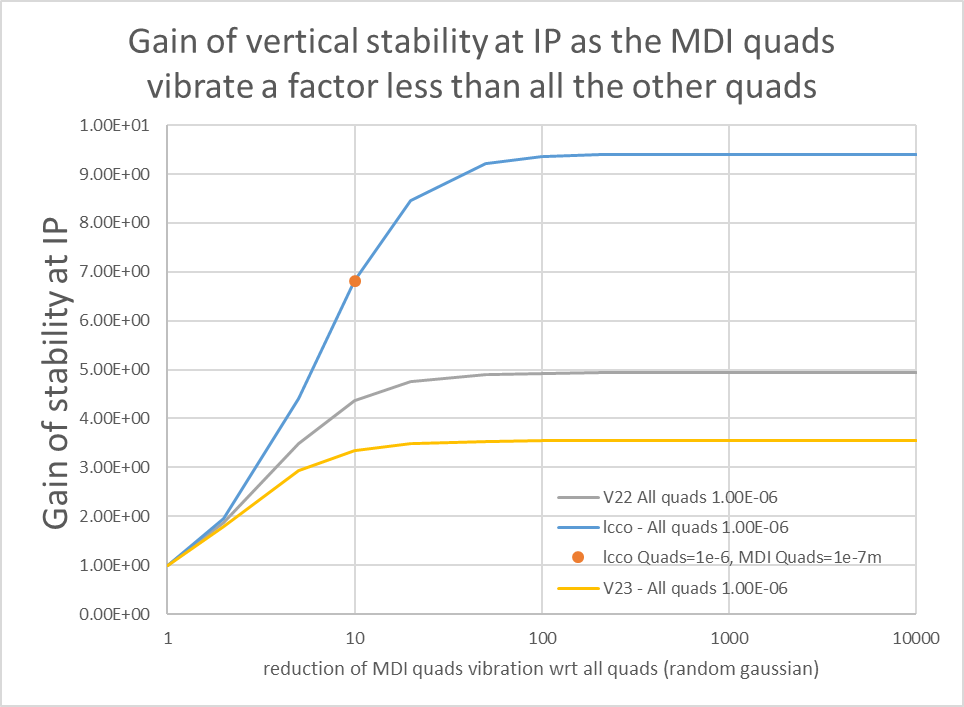 Gain of vertical stability at IP as the MDI quads
vibrate a factor less than all the other quads
Gain of stability at IP
1.00E+01
9.00E+00
8.00E+00
7.00E+00
6.00E+00
5.00E+00
4.00E+00
3.00E+00
2.00E+00
1.00E+00
0.00E+00
V22 All quads 1.00E-06
lcco - All quads 1.00E-06
lcco Quads=1e-6, MDI Quads=1e-7m
V23 - All quads 1.00E-06
1
10
100
1000
10000
reduction of MDI quads vibration wrt all quads (random gaussian)